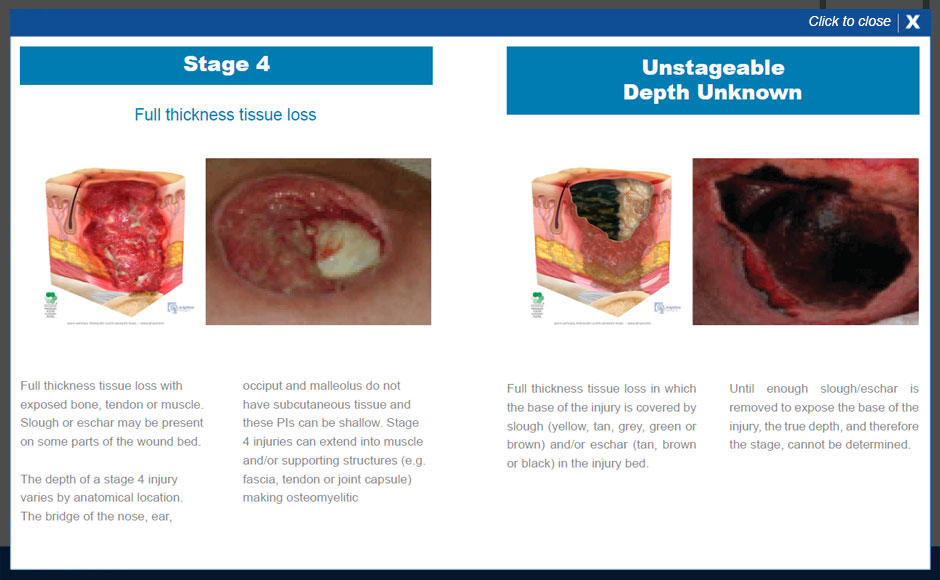 Click to close X
Stage 4
Full thickness tissue loss
Full thickness tissue loss with
exposed bone, tendon or muscle.
Slough or eschar may be present
on some parts of the wound bed.
The depth of a stage 4 injury
varies by anatomical location.
The bridge of the nose, ear,
occiput and malleolus do not
have subcutaneous tissue and
these PIs can be shallow. Stage
4 injuries can extend into muscle
and/or supporting structures (e.g.
fascia, tendon or joint capsule)
making osteomyelitic
Unstageable
Depth Unknown
Full thickness tissue loss in which
the base of the injury is covered by
slough (yellow, tan, grey, green or
brown) and/or eschar (tan, brown
or black) in the injury bed.
Until enough slough/eschar is
removed to expose the base of the
injury, the true depth, and therefore
the stage, cannot be determined.